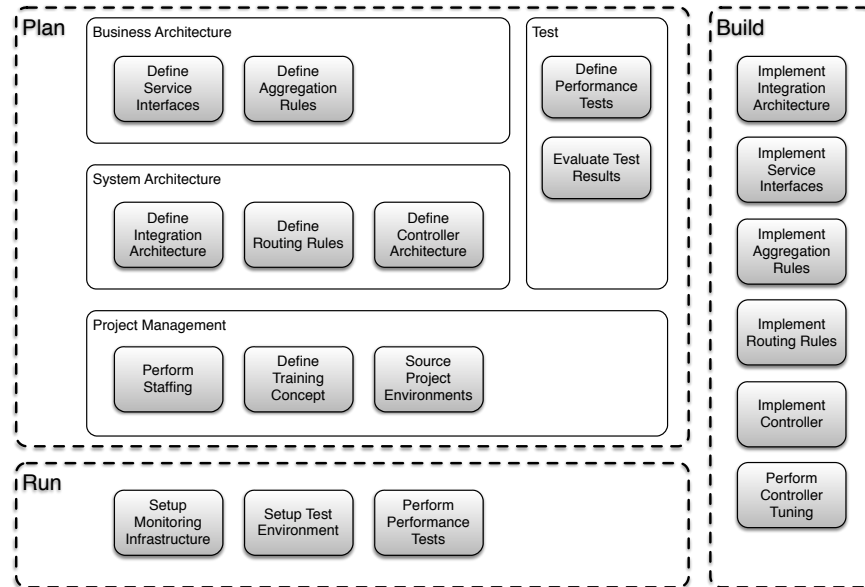 Plan
Business Architecture
Define
Service
Interfaces
Define
Aggregation
Rules
System Architecture
Define
Integration
Architecture
Define
Routing Rules
Define
Controller
Architecture
Test
Define
Performance
Tests
Evaluate Test
Results
Project Management
Perform
Staffing
Define
Training
Concept
Source
Project
Environments
Run
Setup
Monitoring
Infrastructure
Setup Test
Environment
Perform
Performance
Tests
Build
Implement
Integration
Architecture
Implement
Service
Interfaces
Implement
Aggregation
Rules
Implement
Routing Rules
Implement
Controller
Perform
Controller
Tuning